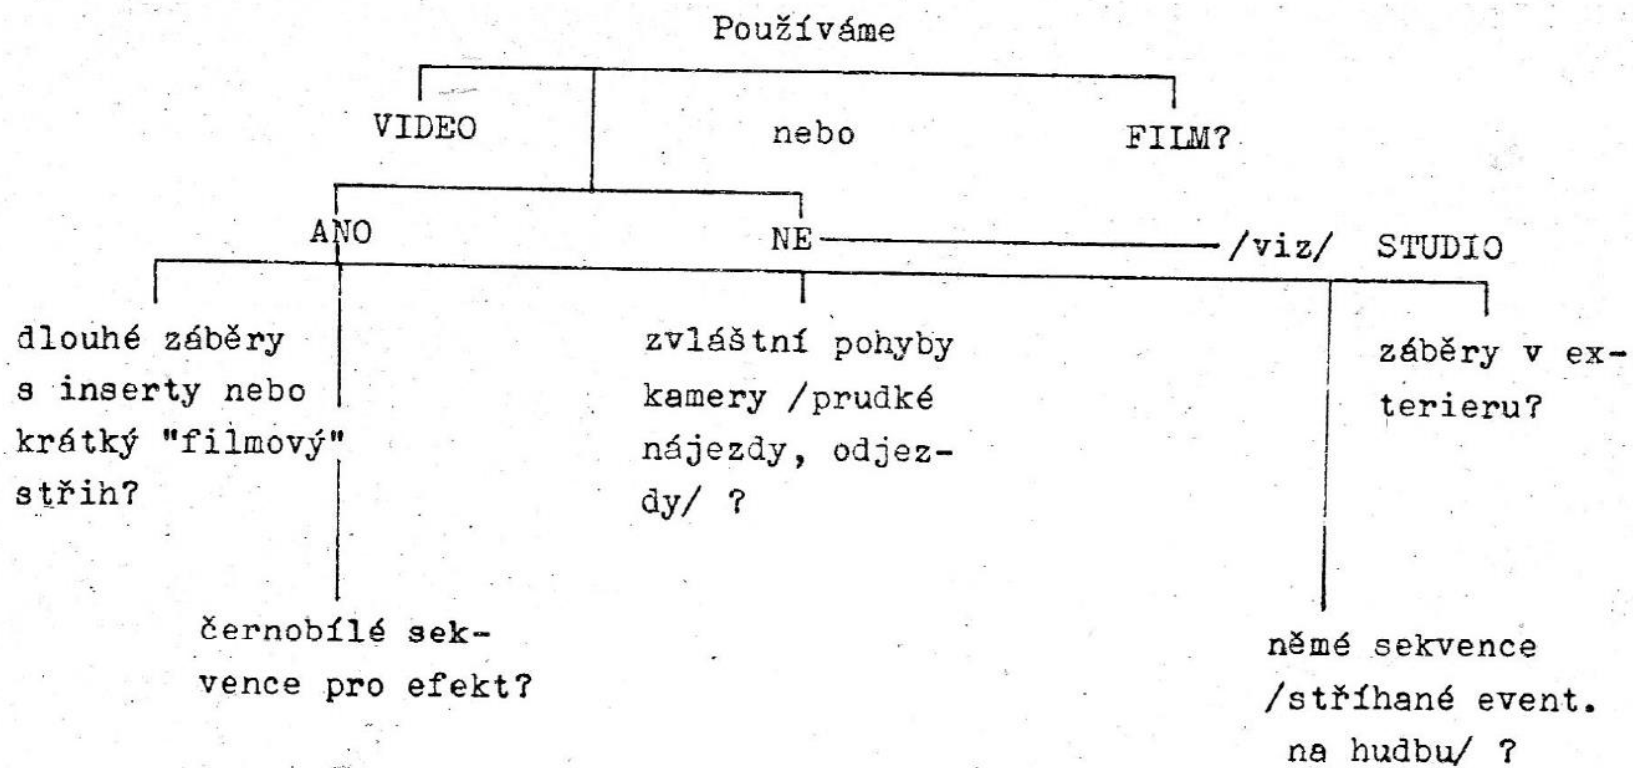 Používáme
VIDEO nebo FILM?
ANO NE /viz/ STUDIO
dlouhé záběry
s inserty nebo
krátký "filmový"
střih?
zvláštní pohyby
kamery /prudké
nájezdy, odjez-
dy/ ?
záběry v ex-
terieru?
černobílé sek-
vence pro efekt?
němé sekvence
/stříhané event.
na hudbu/ ?